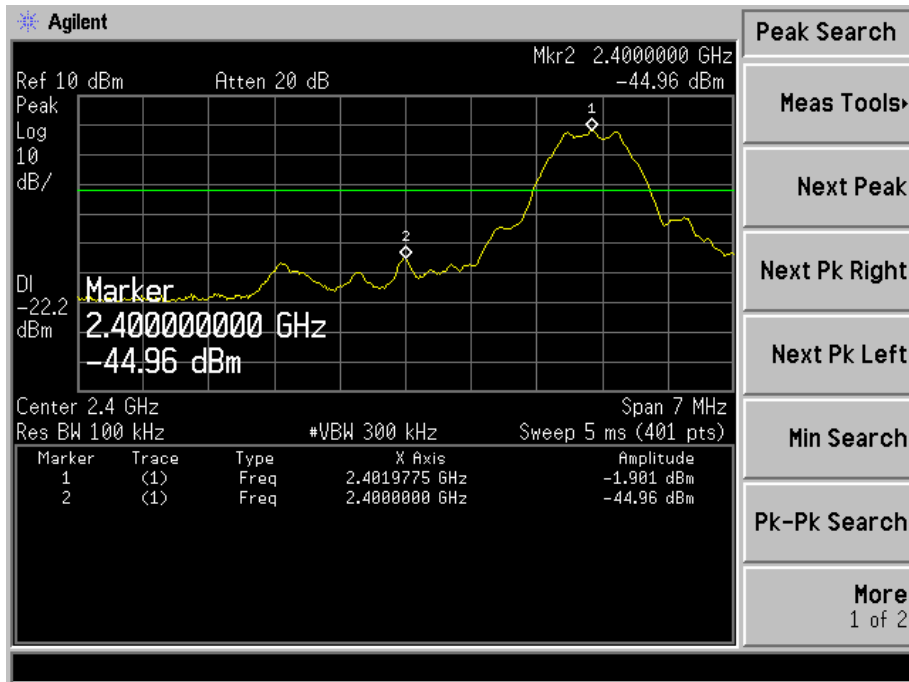 Agilent
Peak Search
Mkr2 2.4000000 GHz
Ref 10 dBm Atten 20 dB -44.96 dBm
Peak
Log
10
dB/
1
2
DI
-22.2
dBm
Marker
2.400000000 GHz
-44.96 dBm
Center 2.4 GHz Span 7 MHz
Res BW 100 kHz #VBW 300 kHz Sweep 5 ms (401 pts)
Marker Trace Type X Axis Amplitude
1 (1) Freq 2.4019775 GHz -1.901 dBm
2 (1) Freq 2.4000000 GHz -44.96 dBm
Meas Tools
Next Peak
Next Pk Right
Next Pk Left
Min Search
Pk-Pk Search
More
1 of 2